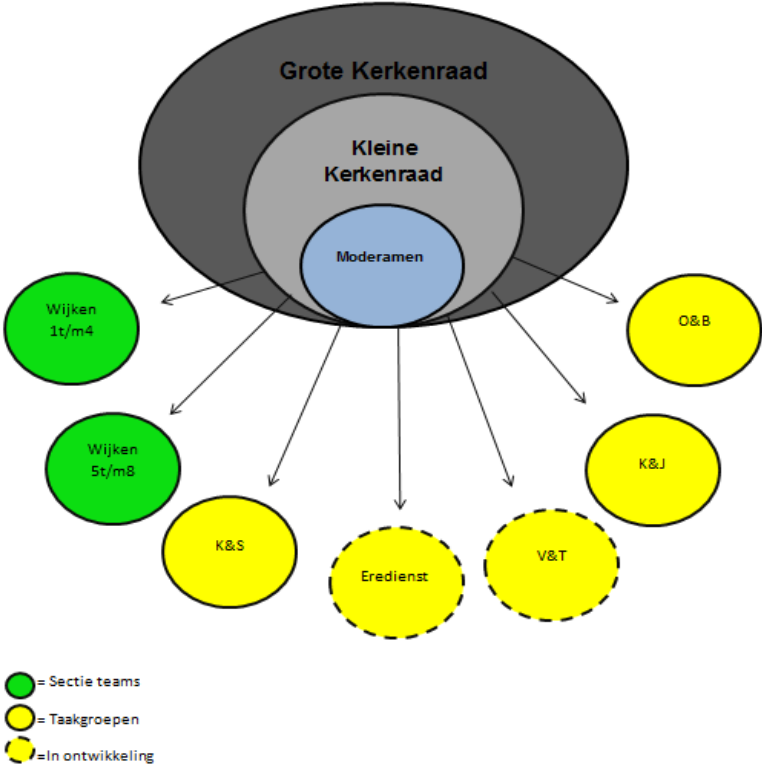 Grote Kerkenraad
Kleine
Kerkenraad
Moderamen
Wijken
1t/m4
O&B
Wijken
5t/m8
K&J
K&S
Eredienst
V&T
= Sectie teams
= Taakgroepen
=In ontwikkeling